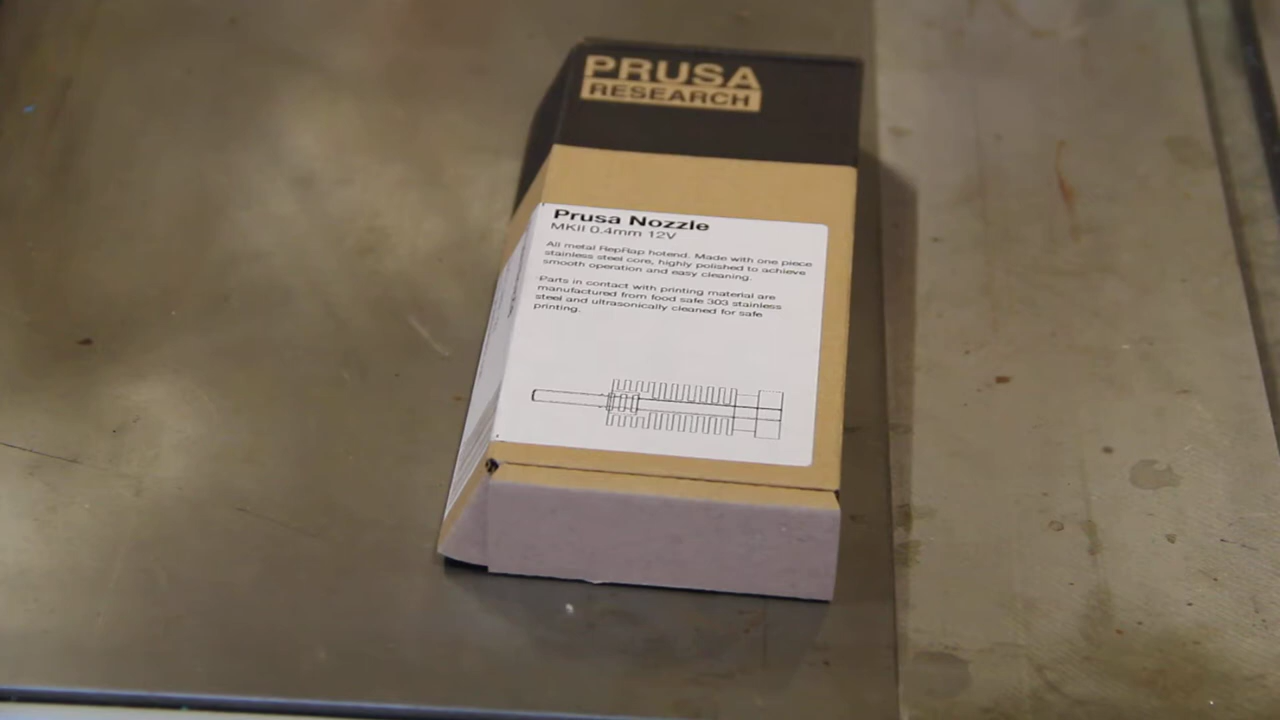 PRUSA
RESEARCH
Prusa Nozzle
MKII 0.4mm 12V
All metal RepRap hotend. Made with one piece
stainless steel core, highly polished to achieve
smooth operation and easy cleaning.
Parts in contact with printing material are
manufactured from food safe 303 stainless
steel and ultrasonically cleaned for safe
printing.